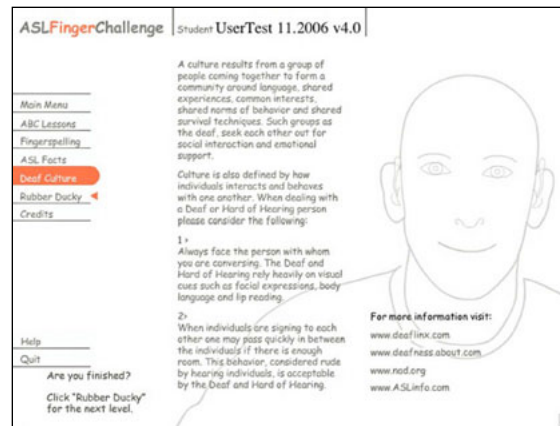 ASLFingerChallenge
Student UserTest 11.2006 v4.0
Main Menu
ABC Lessons
Fingerspelling
ASL Facts
Deaf Culture
Rubber Ducky
Credits
Help
Quit
Are you finished?
Click "Rubber Ducky"
for the next level.
A culture results from a group of
people coming together to form a
community around language, shared
experiences, common interests,
shared norms of behavior and shared
survival techniques. Such groups as
the deaf, seek each other out for
social interaction and emotional
support.
Culture is also defined by how
individuals interacts and behaves
with one another. When dealing with
a Deaf or Hard of Hearing person
please consider the following:
1>
Always face the person with whom
you are conversing. The Deaf and
Hard of Hearing rely heavily on visual
cues such as facial expressions, body
language and lip reading.
2>
When individuals are signing to each
other one may pass quickly in between
the individuals if there is enough
room. This behavior, considered rude
by hearing individuals, is acceptable
by the Deaf and Hard of Hearing.
For more information visit:
www.deaflinx.com
www.deafness.about.com
www.nad.org
www.ASLinfo.com